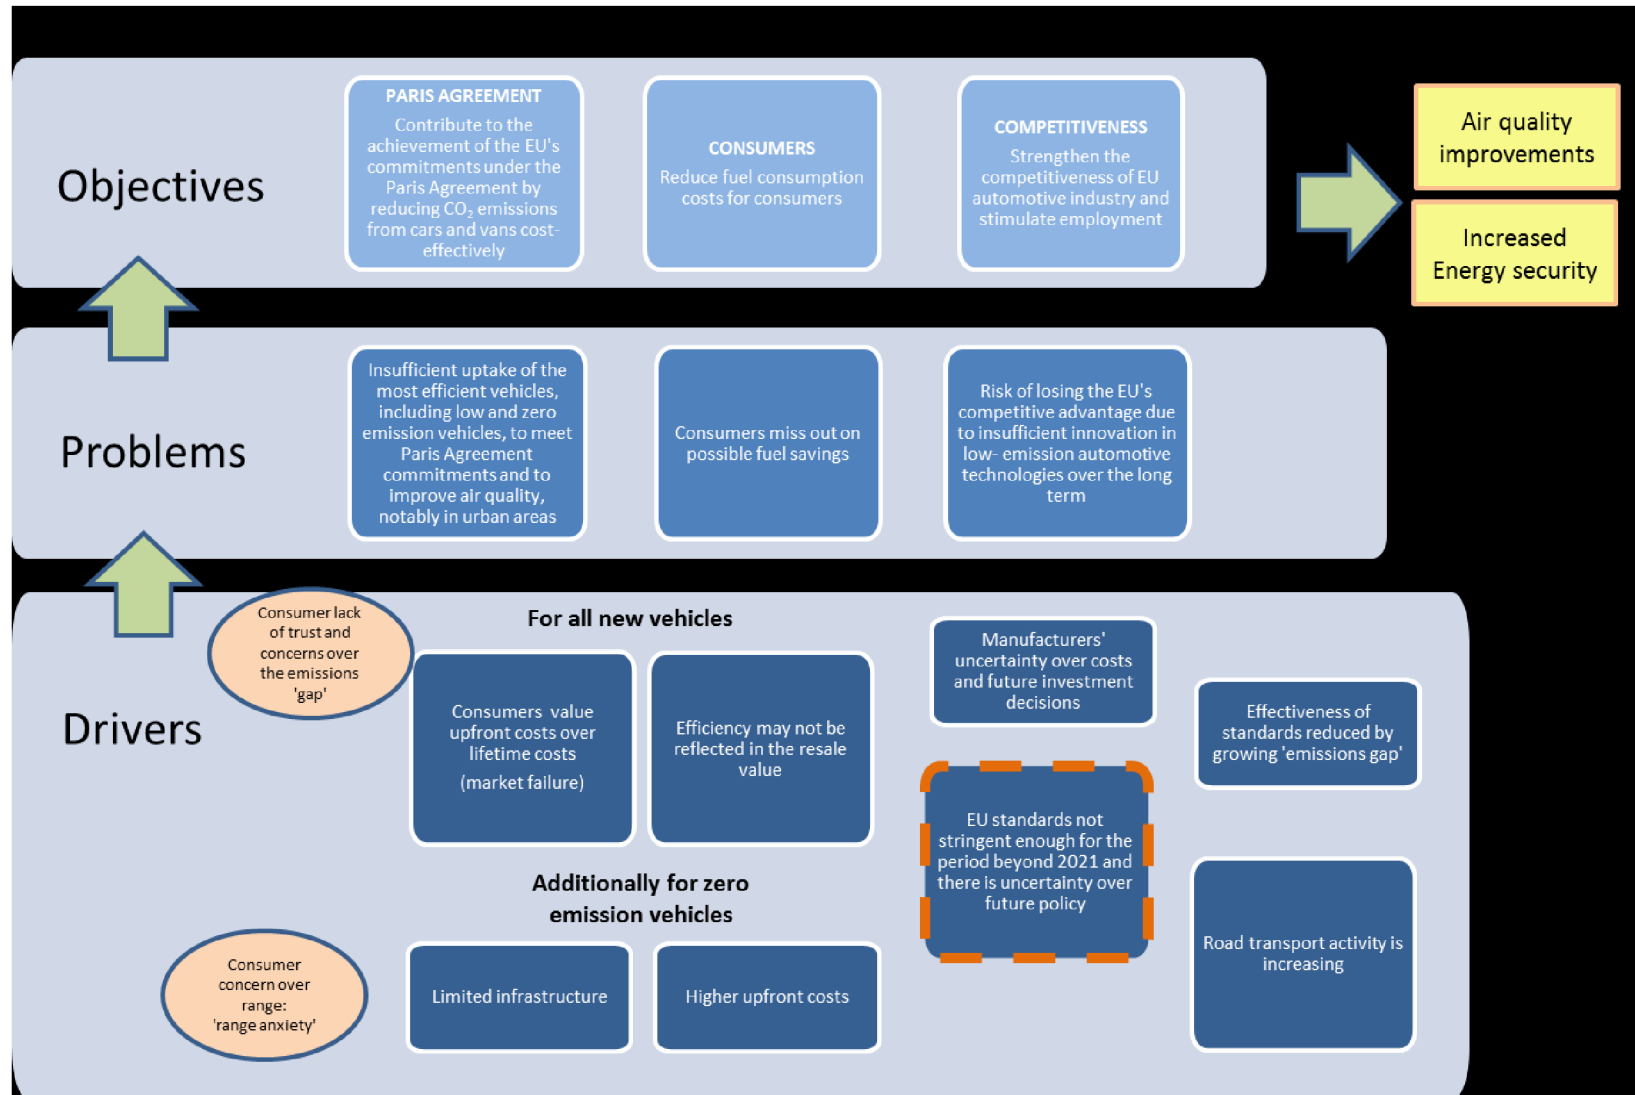 Objectives
PARIS AGREEMENT
Contribute to the
achievement of the EU's
commitments under the
Paris Agreement by
reducing CO₂ emissions
from cars and vans cost-
effectively
CONSUMERS
Reduce fuel consumption
costs for consumers
COMPETITIVENESS
Strengthen the
competitiveness of EU
automotive industry and
stimulate employment
Air quality
improvements
Increased
Energy security
Problems
Insufficient uptake of the
most efficient vehicles,
including low and zero
emission vehicles, to meet
Paris Agreement
commitments and to
improve air quality,
notably in urban areas
Consumers miss out on
possible fuel savings
Risk of losing the EU's
competitive advantage due
to insufficient innovation in
low- emission automotive
technologies over the long
term
Drivers
Consumer lack
of trust and
concerns over
the emissions
'gap'
For all new vehicles
Consumers value
upfront costs over
lifetime costs
(market failure)
Efficiency may not be
reflected in the resale
value
Manufacturers'
uncertainty over costs
and future investment
decisions
Effectiveness of
standards reduced by
growing 'emissions gap'
EU standards not
stringent enough for the
period beyond 2021 and
there is uncertainty over
future policy
Additionally for zero
emission vehicles
Consumer
concern over
range:
'range anxiety'
Limited infrastructure
Higher upfront costs
Road transport activity is
increasing